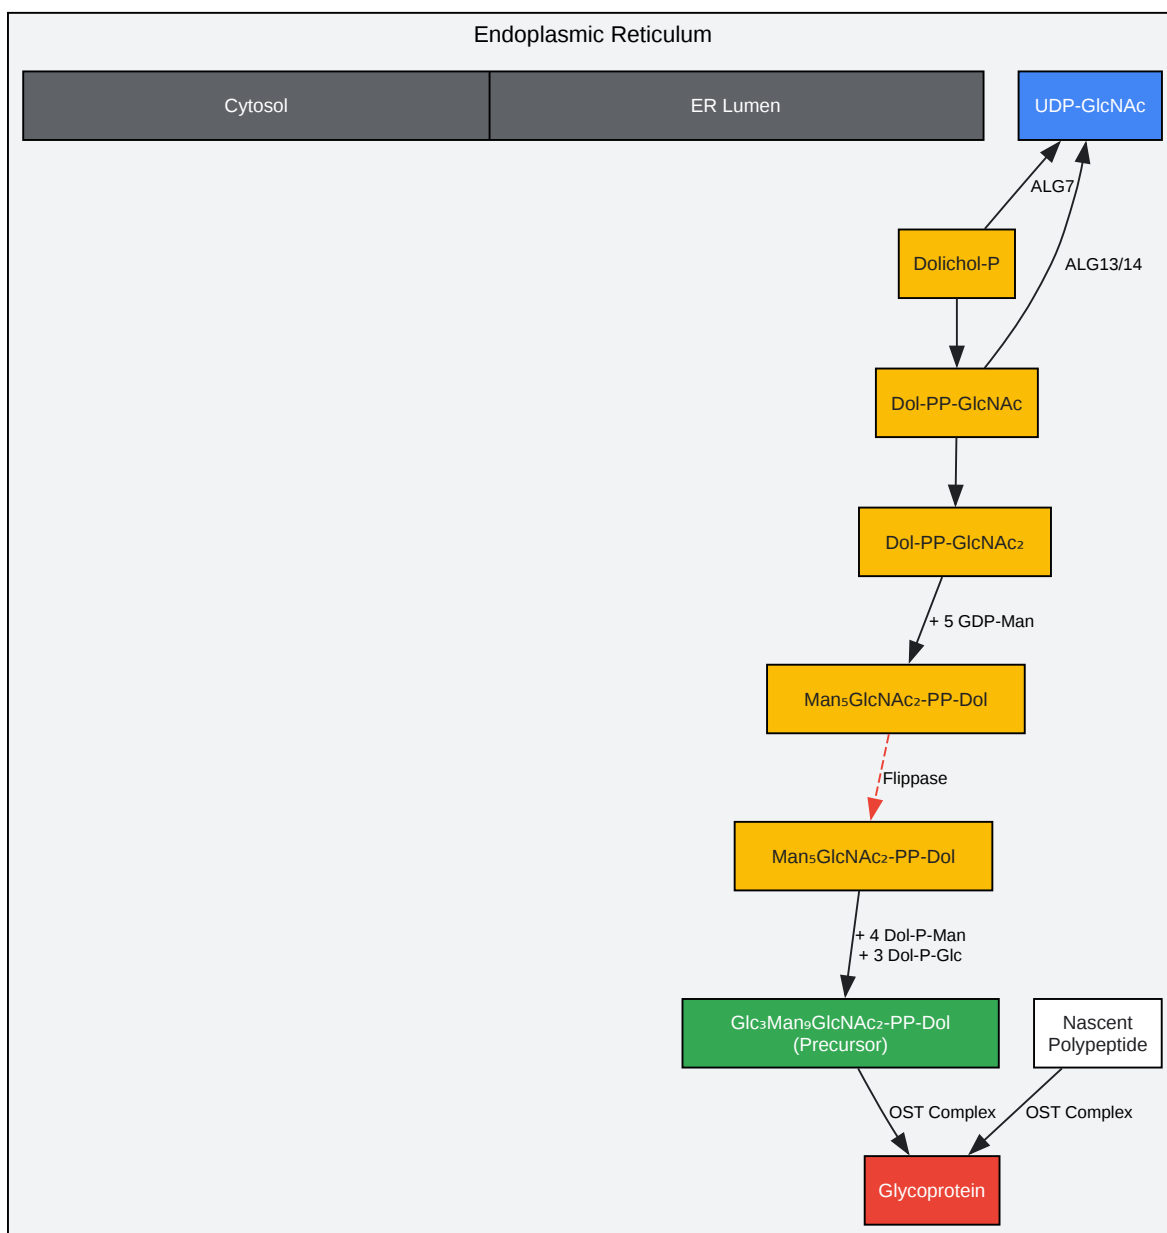 Endoplasmic Reticulum
Cytosol
ER Lumen
UDP-GlcNAc
ALG7
Dolichol-P
ALG13/14
Dol-PP-GlcNAc
Dol-PP-GlcNAc₂
+ 5 GDP-Man
Man₅GlcNAc₂-PP-Dol
Flippase
Man₅GlcNAc₂-PP-Dol
+ 4 Dol-P-Man
+ 3 Dol-P-Glc
Glc₃Man₉GlcNAc₂-PP-Dol
(Precursor)
Nascent
Polypeptide
OST Complex
OST Complex
Glycoprotein